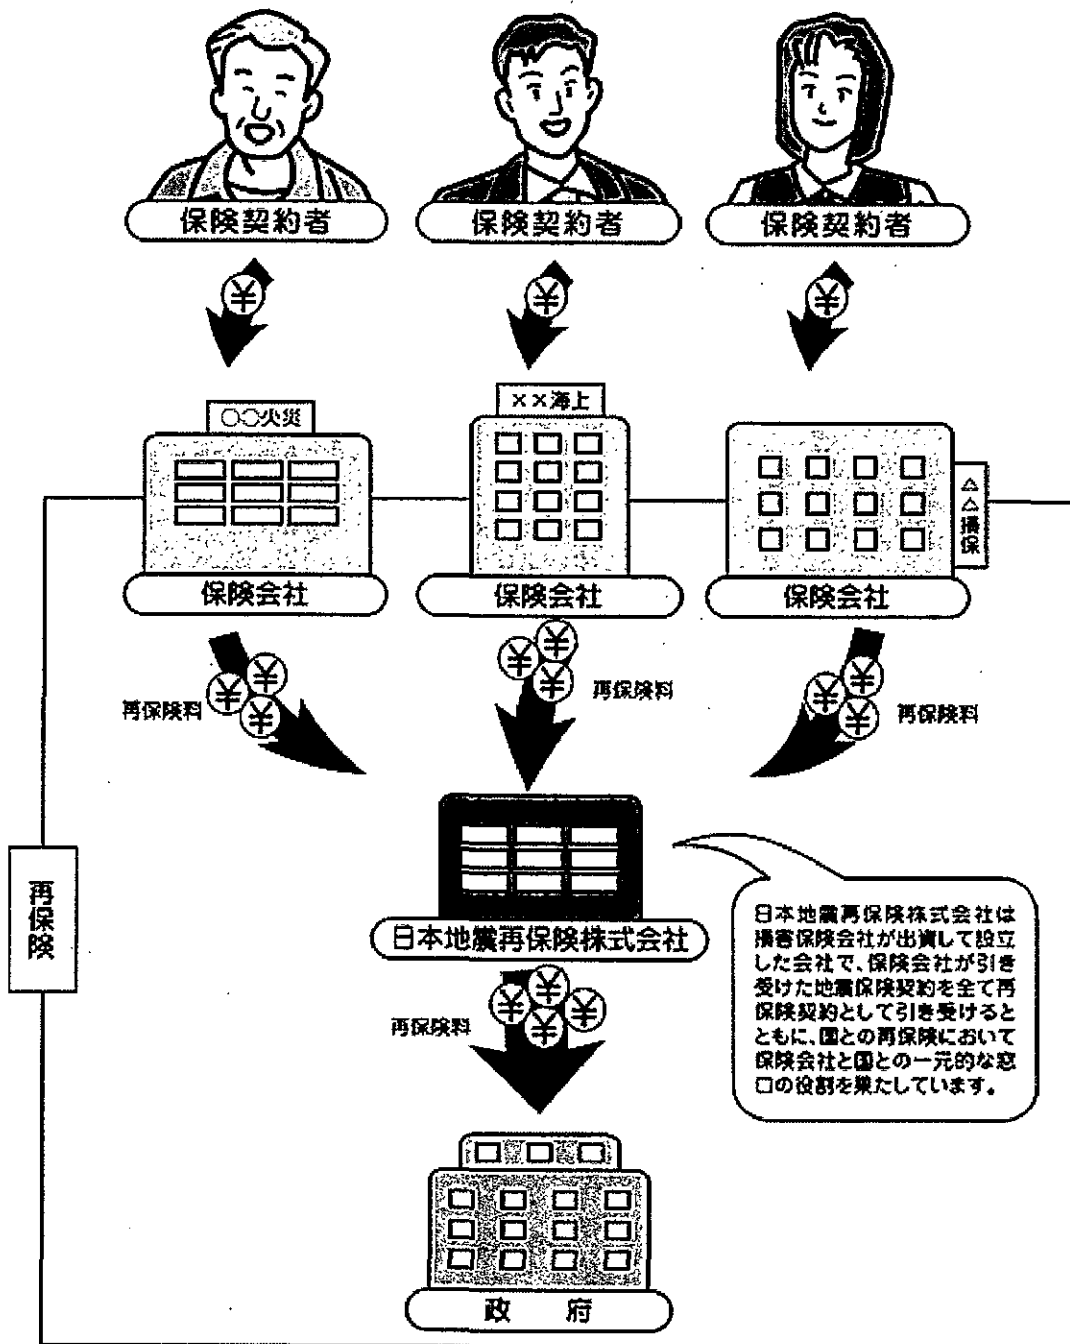 保険契約者
保険契約者
保険契約者
¥
¥
¥
○○火災
××海上
△△損保
保険会社
保険会社
保険会社
¥
¥
¥
再保険料
¥
¥
¥
再保険料
¥
¥
¥
再保険料
再保険
日本地震再保険株式会社
日本地震再保険株式会社は
損害保険会社が出資して設立
した会社で、保険会社が引き
受けた地震保険契約を全て再
保険契約として引き受けると
ともに、国との再保険において
保険会社と国との一元的な窓
口の役割を果たしています。
¥
¥
¥
¥
再保険料
政府